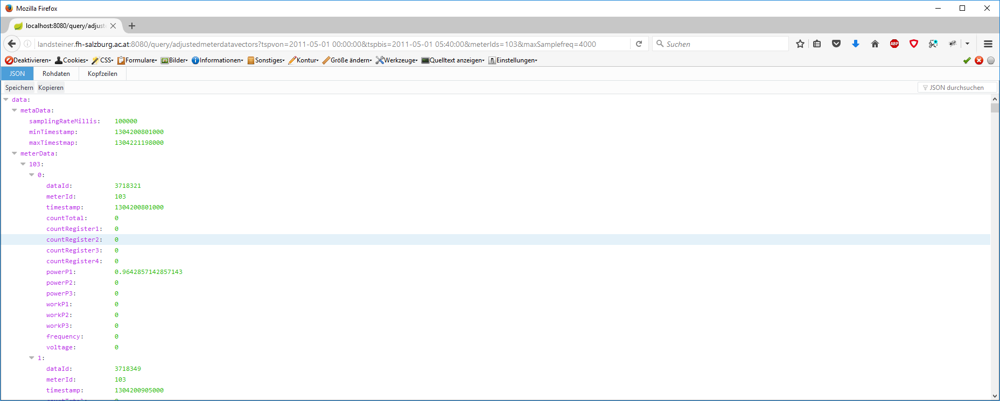 Mozilla Firefox
localhost:8080/query/adjust
landsteiner.fh-salzburg.ac.at:8080/query/adjustedmeterdatavectors?tspvon=2011-05-01 00:00:00&tspbis=2011-05-01 05:40:00&meterIds=103&maxSamplefreq=4000 Suchen ABP
Deaktivieren Cookies CSS Formulare Bilder Informationen Sonstiges Kontur Größe ändern Werkzeuge Quelltext anzeigen Einstellungen
JSON Rohdaten Kopfzeilen
Speichern Kopieren JSON durchsuchen
data:
metaData:
samplingRateMillis: 100000
minTimestamp: 1304200801000
maxTimestmap: 1304221198000
meterData:
103:
0:
dataId: 3718321
meterId: 103
timestamp: 1304200801000
countTotal: 0
countRegister1: 0
countRegister2: 0
countRegister3: 0
countRegister4: 0
powerP1: 0.9642857142857143
powerP2: 0
powerP3: 0
workP1: 0
workP2: 0
workP3: 0
frequency: 0
voltage: 0
1:
dataId: 3718349
meterId: 103
timestamp: 1304200905000